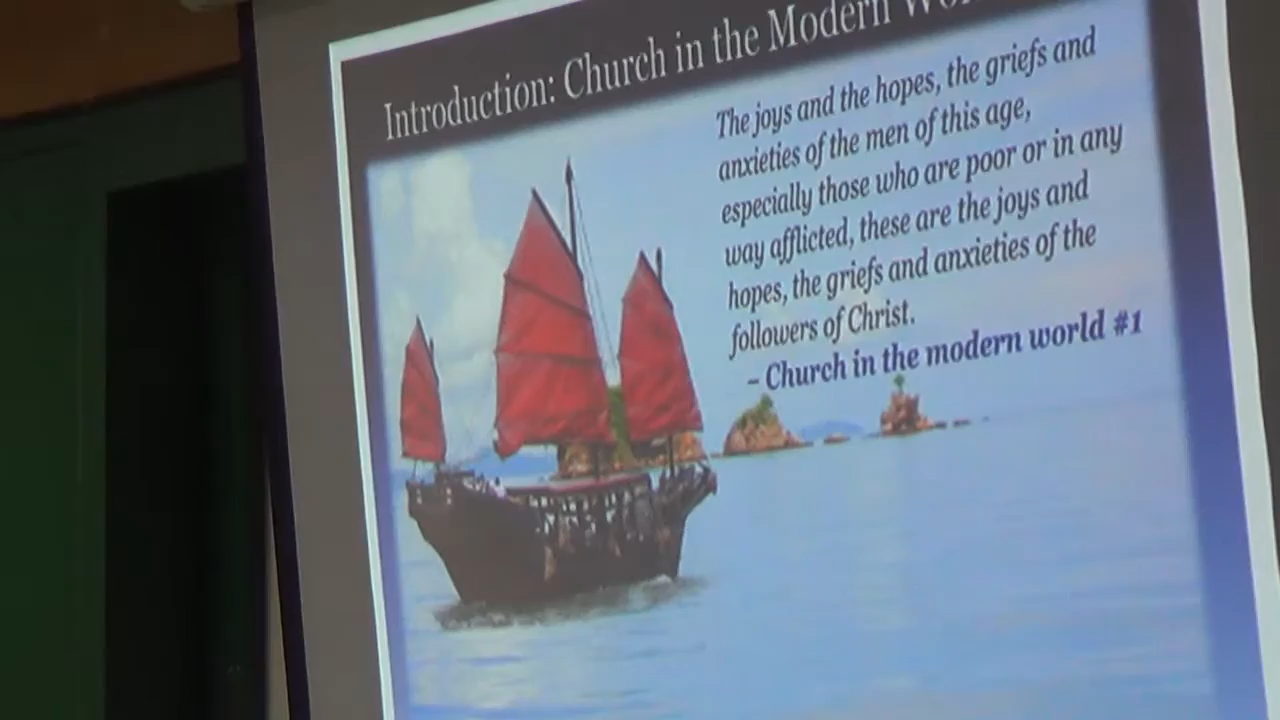 Introduction: Church in the Modern
The joys and the hopes, the griefs and
anxieties of the men of this age,
especially those who are poor or in any
way afflicted, these are the joys and
hopes, the griefs and anxieties of the
followers of Christ.
– Church in the modern world #1